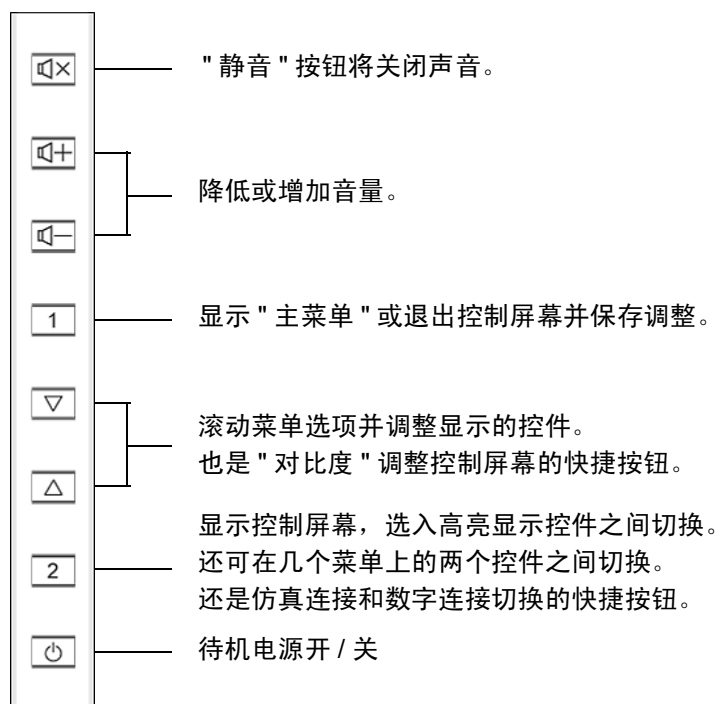 "静音"按钮将关闭声音。
降低或增加音量。
1
显示"主菜单"或退出控制屏幕并保存调整。
滚动菜单选项并调整显示的控件。
也是"对比度"调整控制屏幕的快捷按钮。
显示控制屏幕，选入高亮显示控件之间切换。
2
还可在几个菜单上的两个控件之间切换。
还是仿真连接和数字连接切换的快捷按钮。
待机电源开 / 关